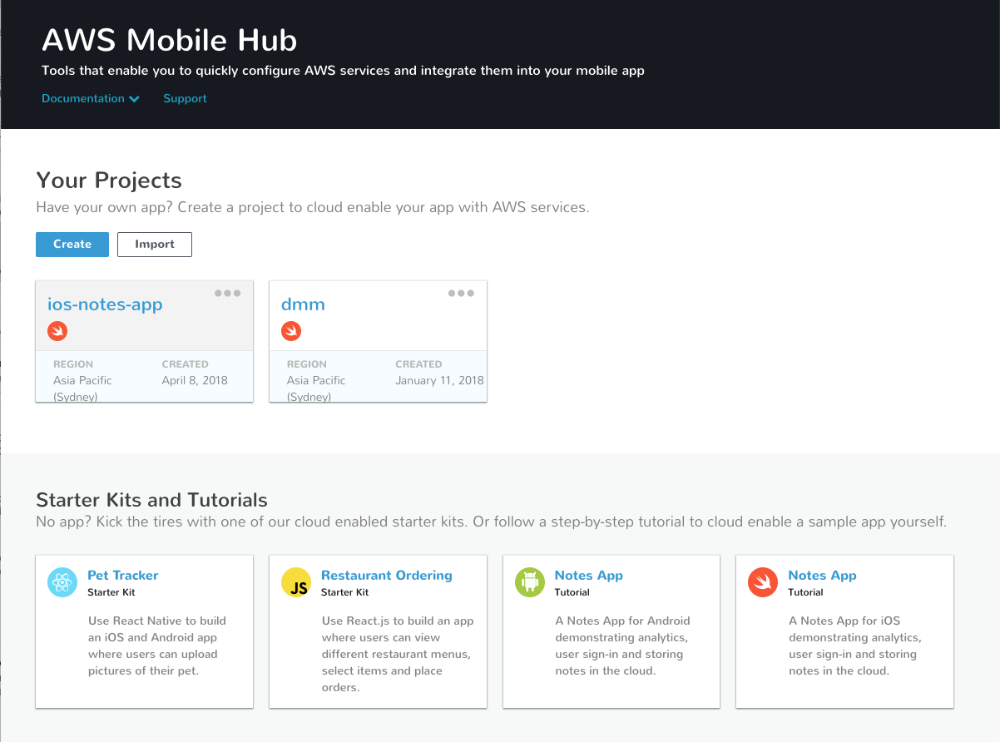 AWS Mobile Hub
Tools that enable you to quickly configure AWS services and integrate them into your mobile app
Documentation Support
Your Projects
Have your own app? Create a project to cloud enable your app with AWS services.
Create Import
ios-notes-app
REGION CREATED
Asia Pacific April 8, 2018
(Sydney)
dmm
REGION CREATED
Asia Pacific January 11, 2018
(Sydney)
Starter Kits and Tutorials
No app? Kick the tires with one of our cloud enabled starter kits. Or follow a step-by-step tutorial to cloud enable a sample app yourself.
Pet Tracker
Starter Kit
Use React Native to build
an iOS and Android app
where users can upload
pictures of their pet.
JS
Restaurant Ordering
Starter Kit
Use React.js to build an app
where users can view
different restaurant menus,
select items and place
orders.
Notes App
Tutorial
A Notes App for Android
demonstrating analytics,
user sign-in and storing
notes in the cloud.
Notes App
Tutorial
A Notes App for iOS
demonstrating analytics,
user sign-in and storing
notes in the cloud.